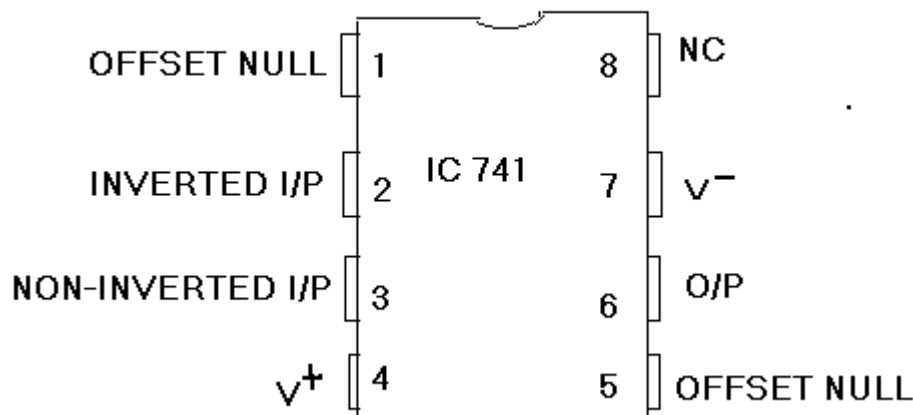 OFFSET NULL 1 8 NC
INVERTED I/P 2 IC 741 7 V-
NON-INVERTED I/P 3 6 O/P
V+ 4 5 OFFSET NULL